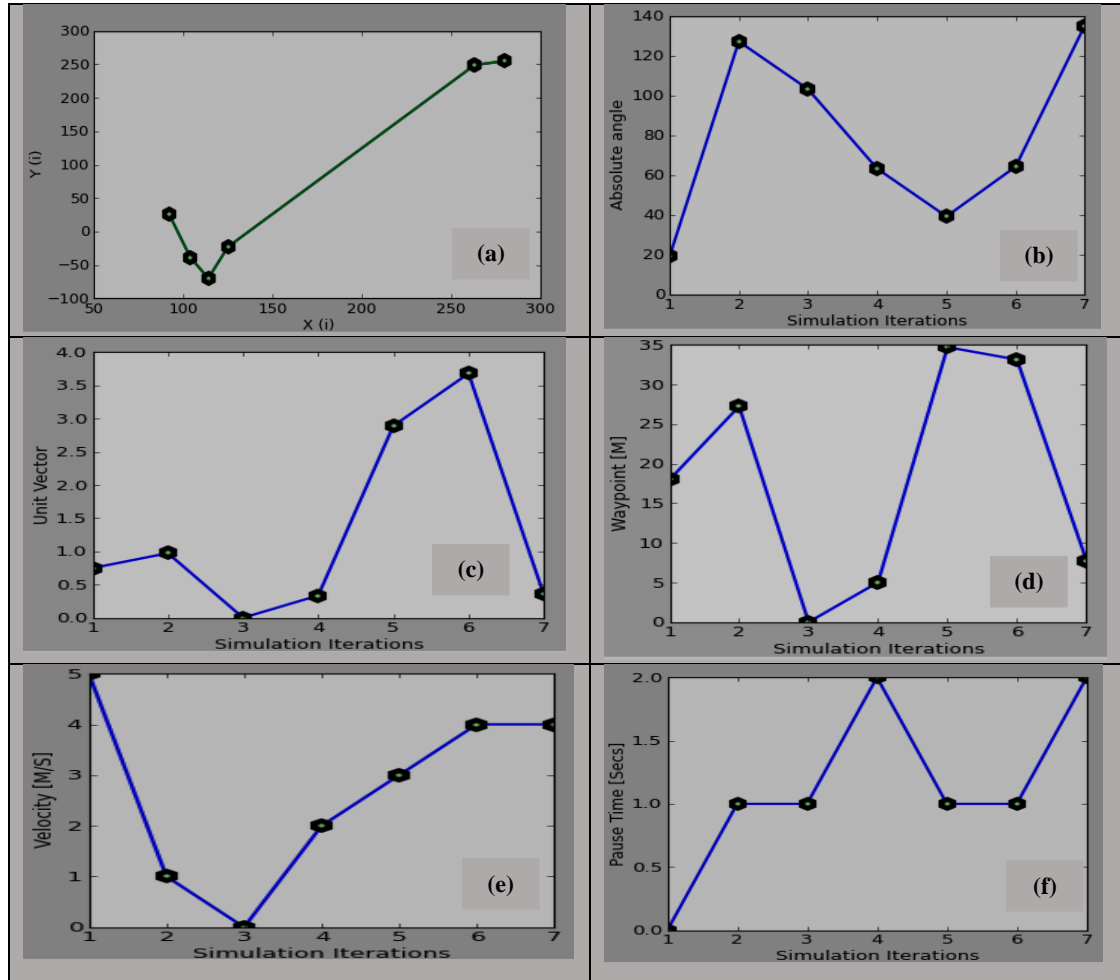 300
250
200
150
100
50
0
−50
−100
Y (i)
50 100 150 200 250 300
X (i)
(a)
140
120
100
80
60
40
20
0
Absolute angle
1 2 3 4 5 6 7
Simulation Iterations
(b)
4.0
3.5
3.0
2.5
2.0
1.5
1.0
0.5
0.0
Unit Vector
1 2 3 4 5 6 7
Simulation Iterations
(c)
35
30
25
20
15
10
5
0
Waypoint [M]
1 2 3 4 5 6 7
Simulation Iterations
(d)
5
4
3
2
1
0
Velocity [M/S]
1 2 3 4 5 6 7
Simulation Iterations
(e)
2.0
1.5
1.0
0.5
0.0
Pause Time [Secs]
1 2 3 4 5 6 7
Simulation Iterations
(f)